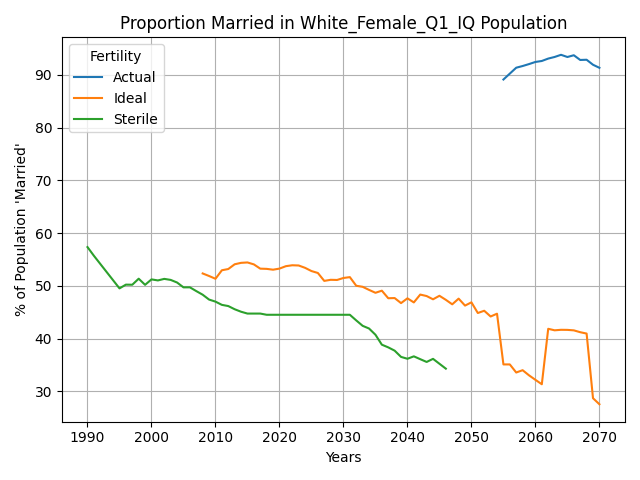 Proportion Married in White_Female_Q1_IQ Population
Fertility
Actual
Ideal
Sterile
% of Population 'Married'
90
80
70
60
50
40
30
1990 2000 2010 2020 2030 2040 2050 2060 2070
Years